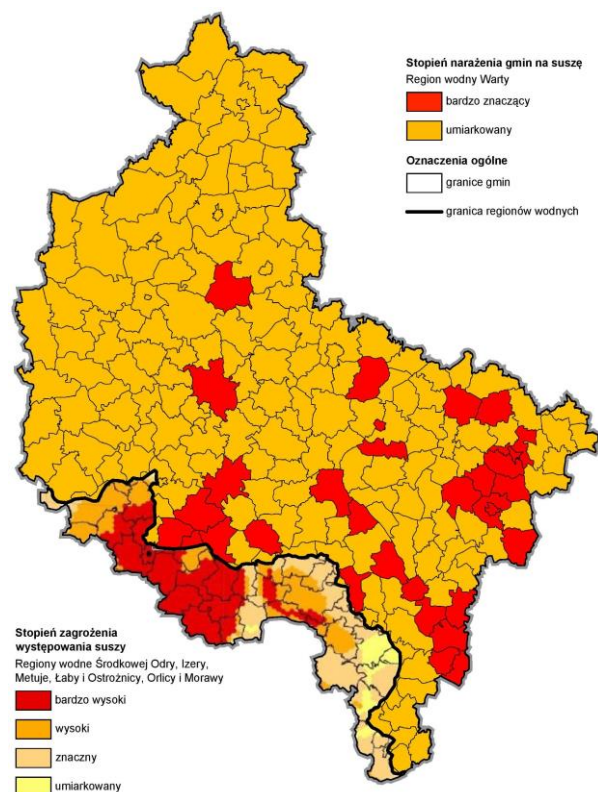 Stopień narażenia gmin na suszę
Region wodny Warty
bardzo znaczący
umiarkowany
Oznaczenia ogólne
granice gmin
granica regionów wodnych
Stopień zagrożenia
występowania suszy
Regiony wodne Środkowej Odry, Izery,
Metuje, Łaby i Ostrożnicy, Orlicy i Morawy
bardzo wysoki
wysoki
znaczny
umiarkowany